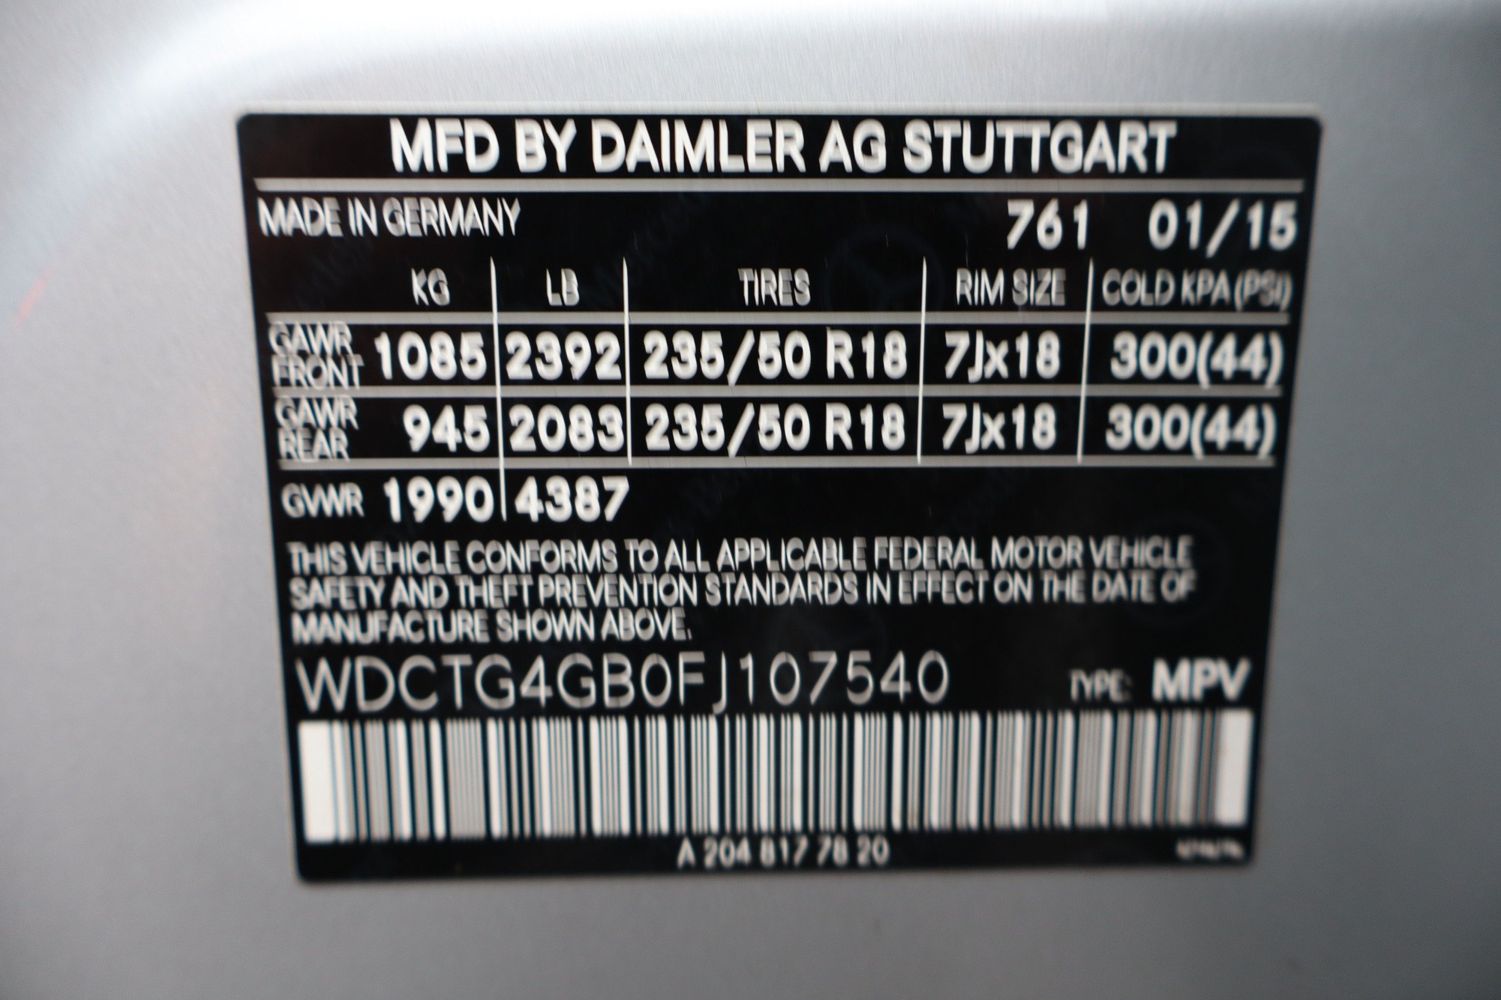 MFD BY DAIMLER AG STUTTGART
MADE IN GERMANY 761 01/15
KG LB TIRES RIM SIZE COLD KPA (PSI)
GAWR FRONT 1085 2392 235/50 R18 7Jx18 300(44)
GAWR REAR 945 2083 235/50 R18 7Jx18 300(44)
GVWR 1990 4387
THIS VEHICLE CONFORMS TO ALL APPLICABLE FEDERAL MOTOR VEHICLE
SAFETY AND THEFT PREVENTION STANDARDS IN EFFECT ON THE DATE OF
MANUFACTURE SHOWN ABOVE.
WDCTG4GB0FJ107540 TYPE: MPV
A 204 817 78 20